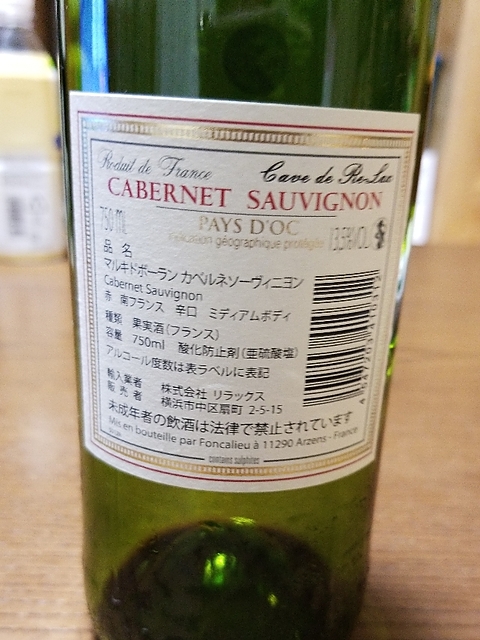 Produit de France Cave de Re-Lax
CABERNET SAUVIGNON
750 ML PAYS D'OC 13,5%VOL.
Indication géographique protégée
品 名
マルキドボーラン カベルネソーヴィニヨン
Cabernet Sauvignon
赤 南フランス 辛口 ミディアムボディ
種類 果実酒(フランス)
容量 750ml 酸化防止剤(亜硫酸塩)
アルコール度数は表ラベルに表記
輸入業者 株式会社 リラックス
販売者 横浜市中区扇町 2-5-15
未成年者の飲酒は法律で禁止されています
Mis en bouteille par Foncalieu à 11290 Arzens - France
contains sulphites